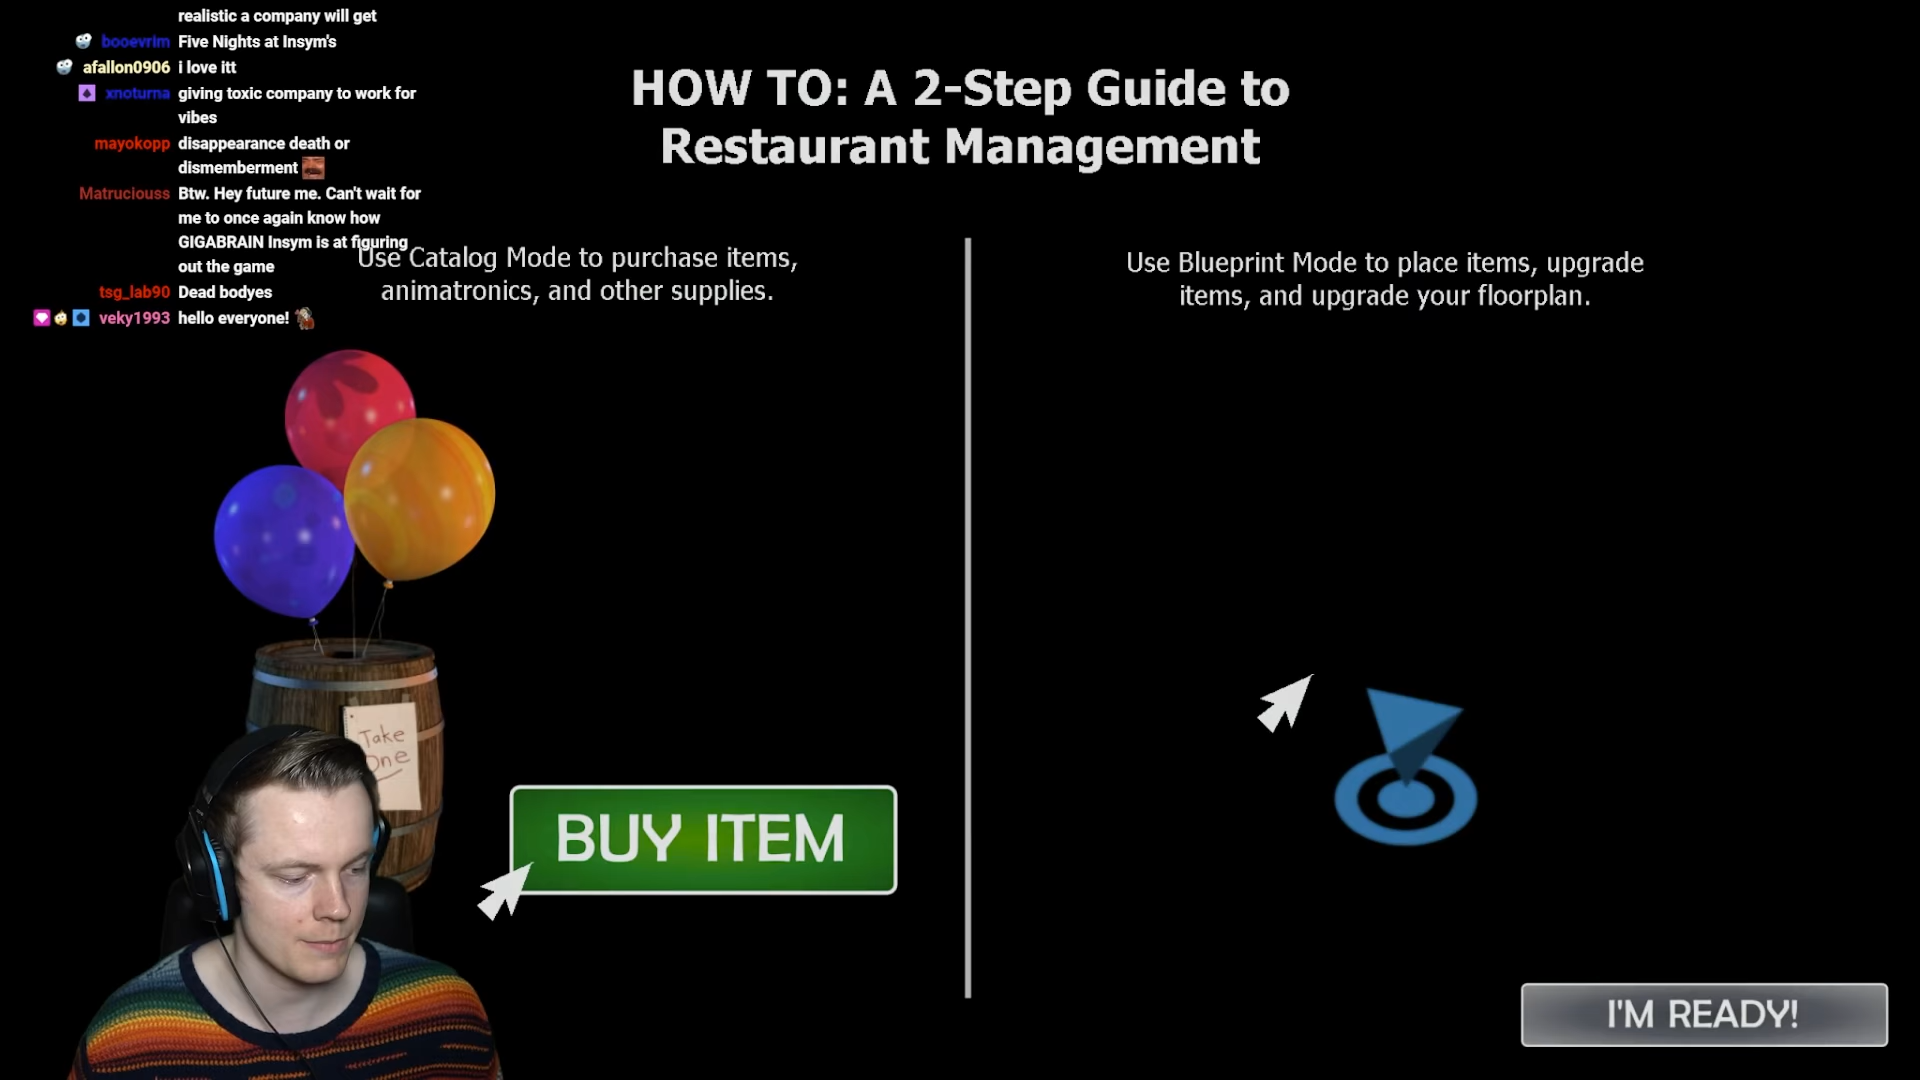 realistic a company will get
booevrim Five Nights at Insym's
afallon0906 i love itt
xnoturna giving toxic company to work for
vibes
mayokopp disappearance death or
dismemberment
Matruciouss Btw. Hey future me. Can't wait for
me to once again know how
GIGABRAIN Insym is at figuring
out the game
tsg_lab90 Dead bodyes
veky1993 hello everyone!
HOW TO: A 2-Step Guide to
Restaurant Management
Use Catalog Mode to purchase items,
animatronics, and other supplies.
Use Blueprint Mode to place items, upgrade
items, and upgrade your floorplan.
Take
One
BUY ITEM
I'M READY!